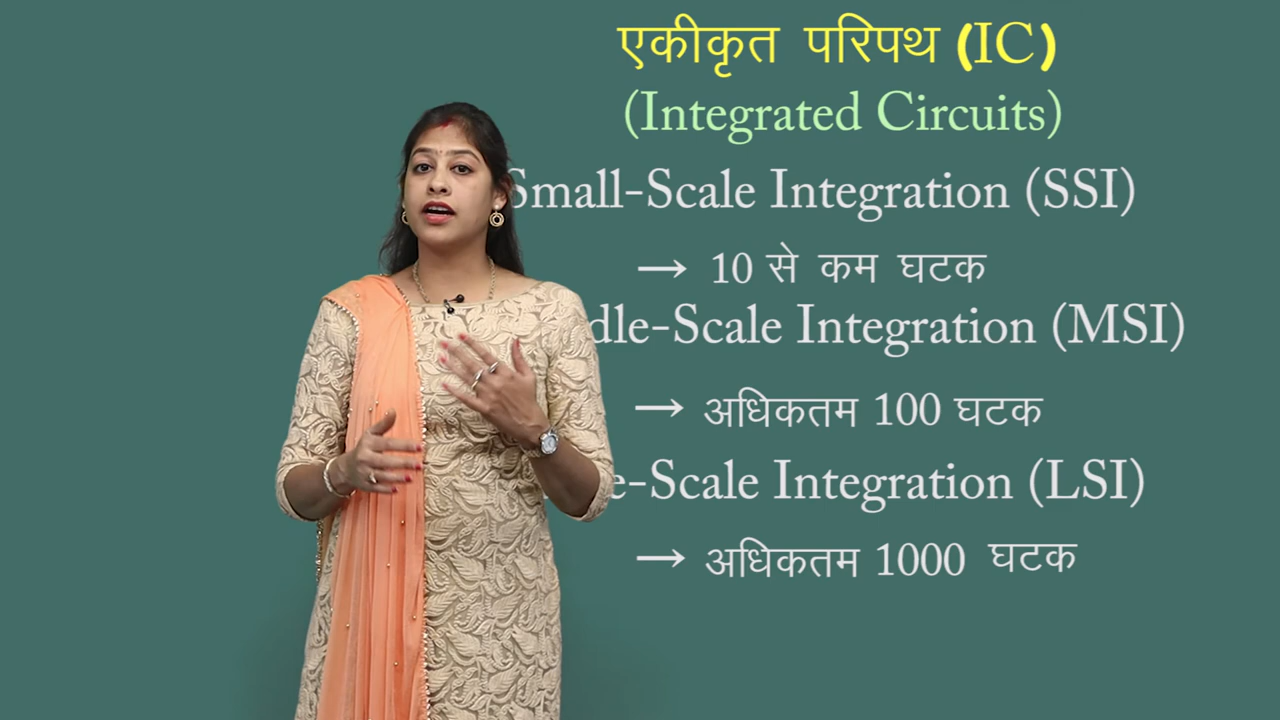 एकीकृत परिपथ (IC)
(Integrated Circuits)
Small-Scale Integration (SSI)
→ 10 से कम घटक
dle-Scale Integration (MSI)
→ अधिकतम 100 घटक
e-Scale Integration (LSI)
→ अधिकतम 1000 घटक